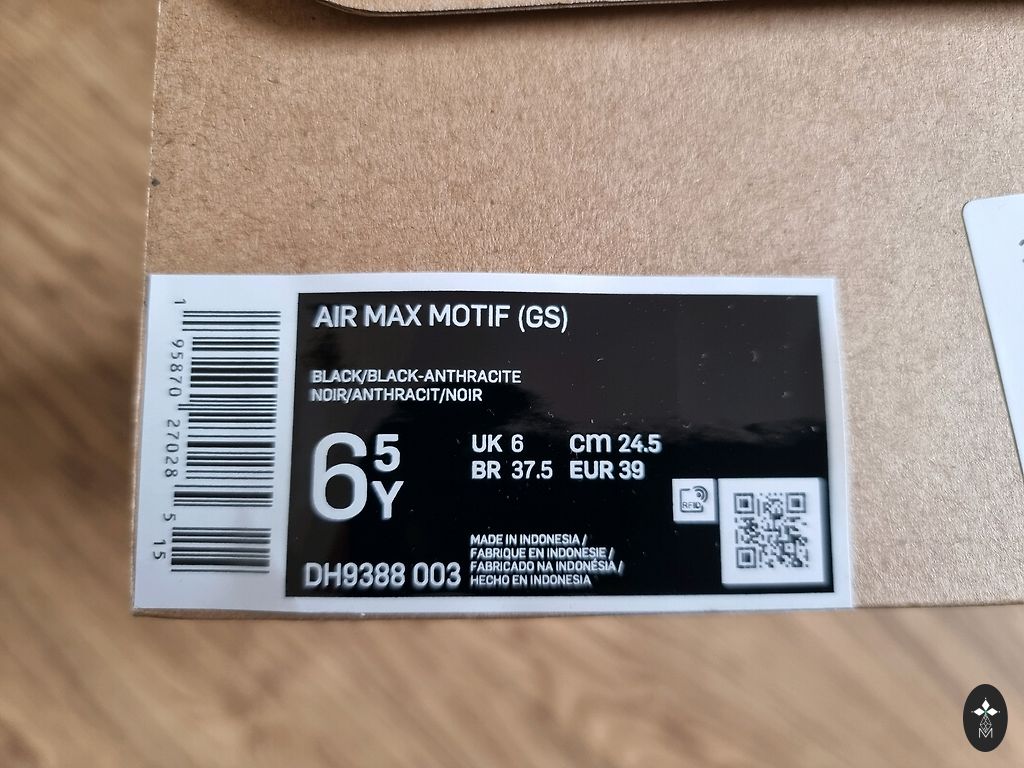 AIR MAX MOTIF (GS)
BLACK/BLACK-ANTHRACITE
NOIR/ANTHRACIT/NOIR
6 5 Y
UK 6 cm 24.5
BR 37.5 EUR 39
RFID
MADE IN INDONESIA /
FABRIQUE EN INDONESIE /
FABRICADO NA INDONÉSIA /
HECHO EN INDONESIA
DH9388 003
1 95870 27028 5 15
M